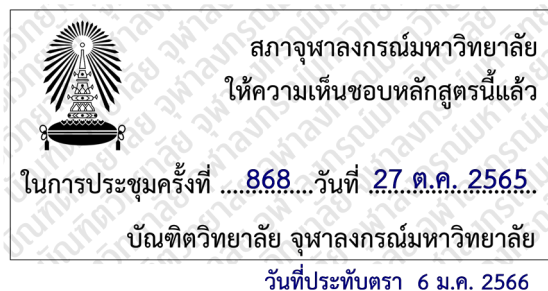 สภาจุฬาลงกรณ์มหาวิทยาลัย
ให้ความเห็นชอบหลักสูตรนี้แล้ว
ในการประชุมครั้งที่ ....868....วันที่ .27 ต.ค. 2565.
บัณฑิตวิทยาลัย จุฬาลงกรณ์มหาวิทยาลัย
วันที่ประทับตรา 6 ม.ค. 2566